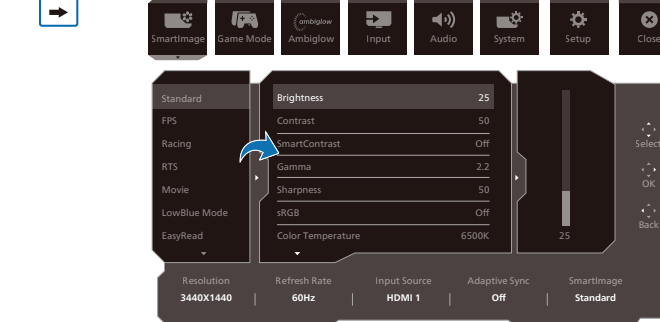 ambiglow
SmartImage Game Mode Ambiglow Input Audio System Setup Close
Standard Brightness 25
FPS Contrast 50
Racing SmartContrast Off
RTS Gamma 2.2
Movie Sharpness 50
LowBlue Mode sRGB Off
EasyRead Color Temperature 6500K 25
Select
OK
Back
Resolution Refresh Rate Input Source Adaptive Sync SmartImage
3440X1440 | 60Hz | HDMI 1 | Off | Standard